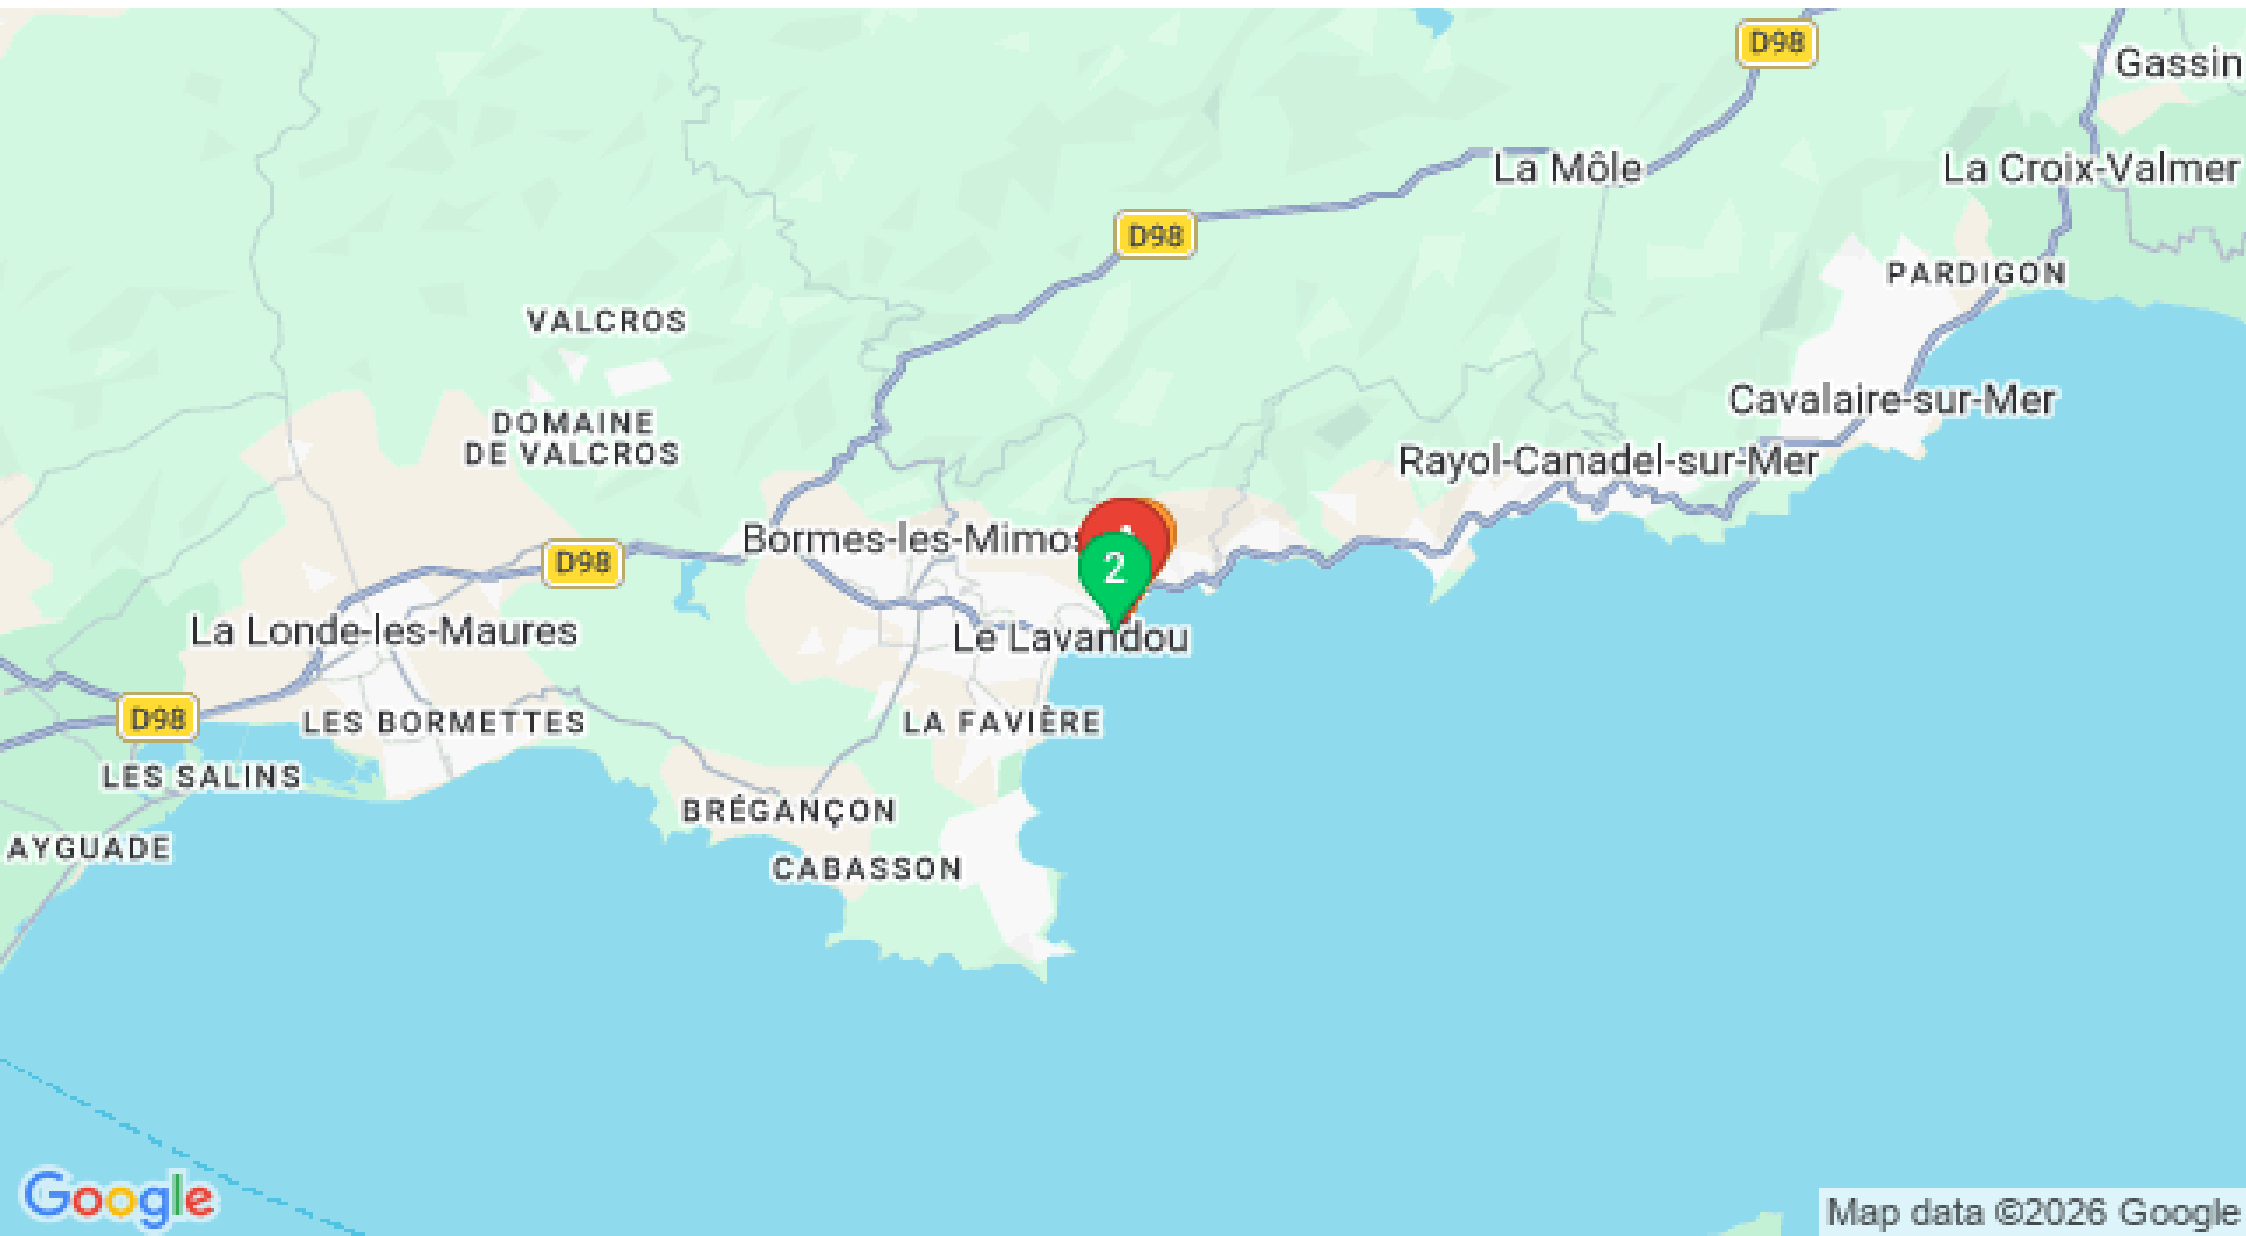 D98
Gassin
La Môle
La Croix-Valmer
D98
PARDIGON
VALCROS
Cavalaire-sur-Mer
DOMAINE
DE VALCROS
Rayol-Canadel-sur-Mer
Bormes-les-Mimos
D98
2
La Londe-les-Maures
Le Lavandou
D98
LES BORMETTES
LA FAVIÈRE
LES SALINS
BRÉGANÇON
AYGUADE
CABASSON
Google
Map data ©2026 Google